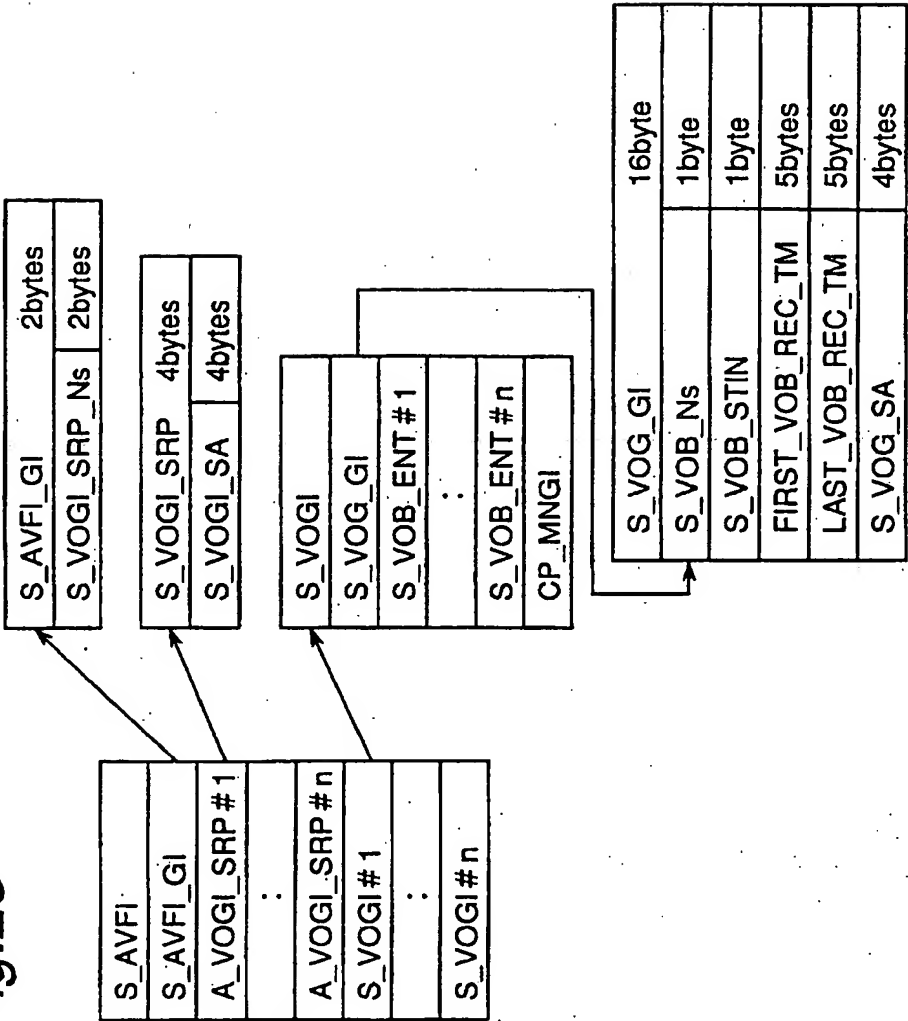 S_AVFI
S_AVFI_GI
A_VOGI_SRP#1
:
A_VOGI_SRP#n
S_VOGI#1
:
S_VOGI#n
S_AVFI_GI 2bytes
S_VOGI_SRP_Ns 2bytes
S_VOGI_SRP 4bytes
S_VOGI_SA 4bytes
S_VOGI
S_VOG_GI
S_VOB_ENT#1
:
S_VOB_ENT#n
CP_MNGI
S_VOG_GI 16byte
S_VOB_Ns 1byte
S_VOB_STIN 1byte
FIRST_VOB_REC_TM 5bytes
LAST_VOB_REC_TM 5bytes
S_VOG_SA 4bytes